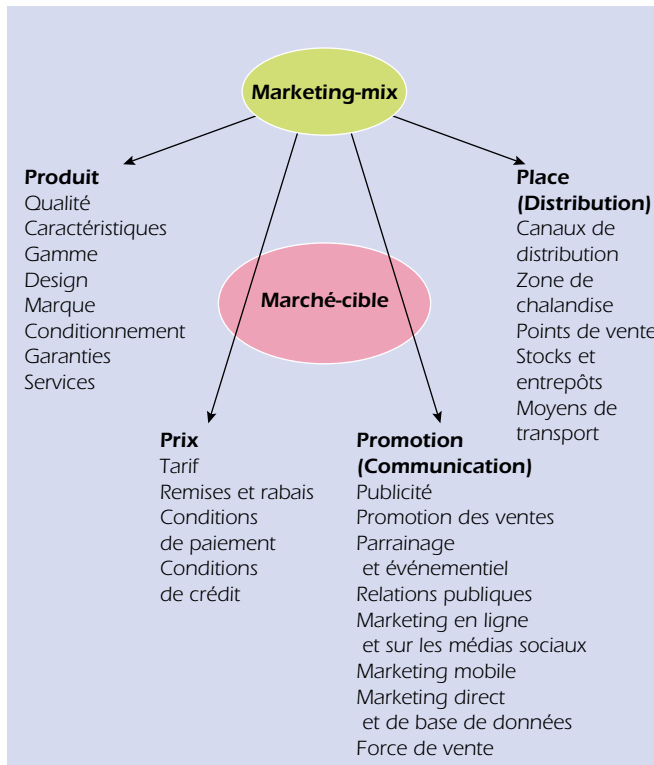 Marketing-mix
Produit
Qualité
Caractéristiques
Gamme
Design
Marque
Conditionnement
Garanties
Services
Place
(Distribution)
Canaux de
distribution
Zone de
chalandise
Points de vente
Stocks et
entrepôts
Moyens de
transport
Marché-cible
Prix
Tarif
Remises et rabais
Conditions
de paiement
Conditions
de crédit
Promotion
(Communication)
Publicité
Promotion des ventes
Parrainage
et événementiel
Relations publiques
Marketing en ligne
et sur les médias sociaux
Marketing mobile
Marketing direct
et de base de données
Force de vente